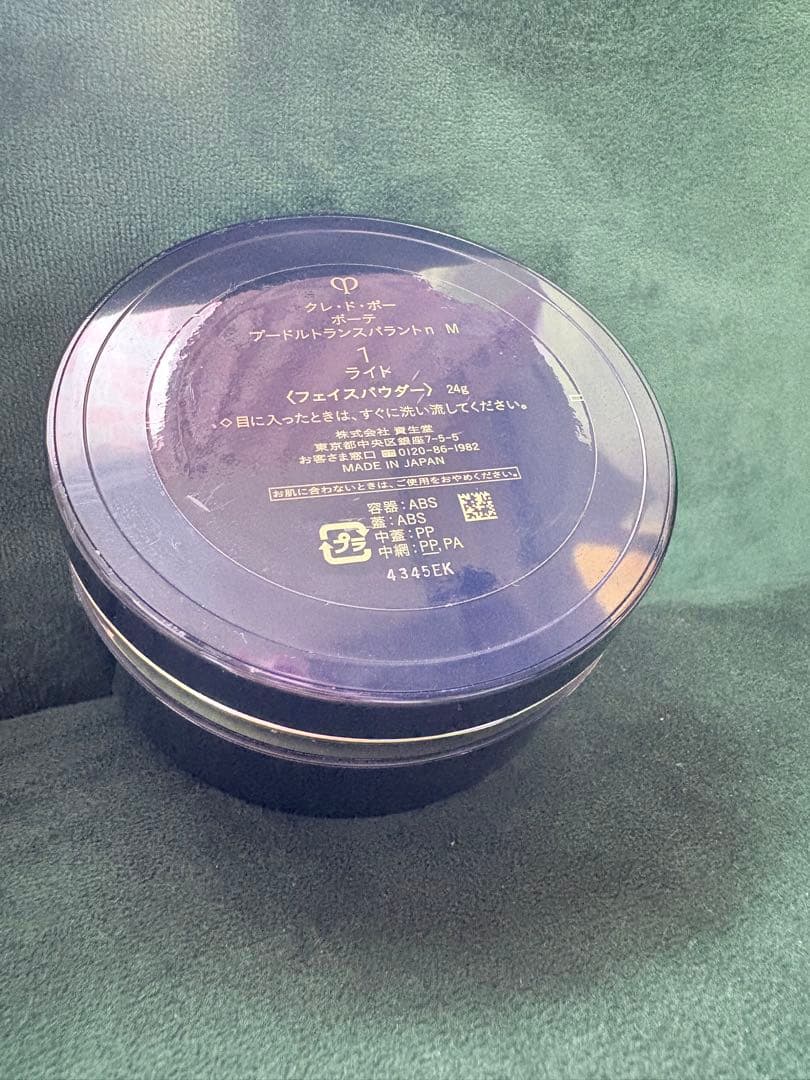 クレ・ド・ポー
ボーテ
プードルトランスパラントn M
1
ライト
〈フェイスパウダー〉 24g
◇目に入ったときは、すぐに洗い流してください。
株式会社 資生堂
東京都中央区銀座7-5-5
お客さま窓口 0120-86-1982
MADE IN JAPAN
お肌に合わないときは、ご使用をおやめください。
容器:ABS
蓋:ABS
中蓋:PP
中網:PP,PA
プラ
4345EK